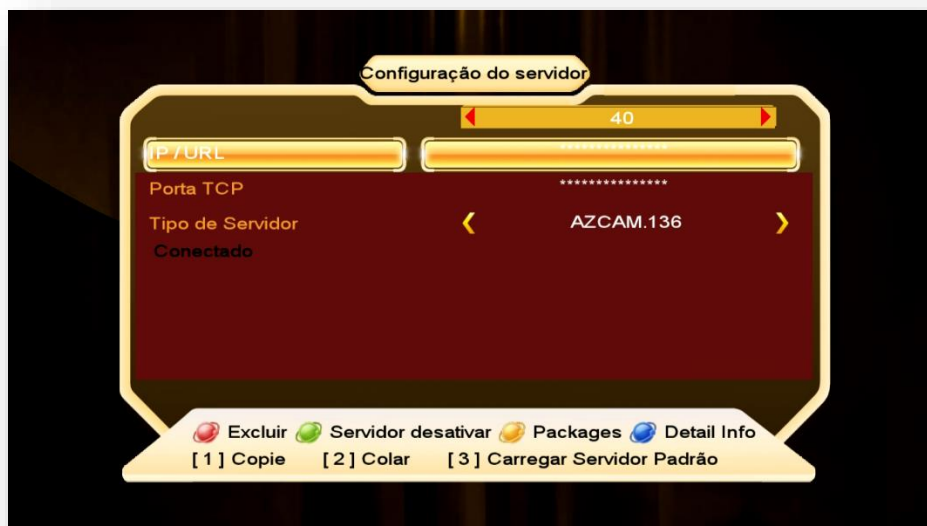 Configuração do servidor
40
IP/URL ***************
Porta TCP ***************
Tipo de Servidor AZCAM.136
Conectado
Excluir Servidor desativar Packages Detail Info
[ 1 ] Copie [ 2 ] Colar [ 3 ] Carregar Servidor Padrão